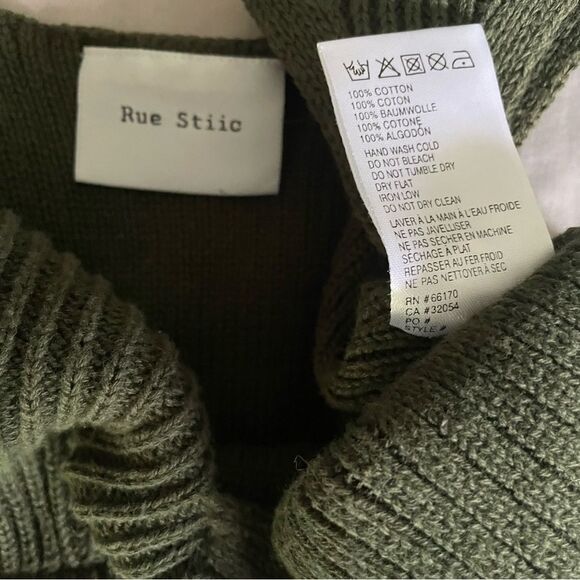 Rue Stiic
100% COTTON
100% COTON
100% BAUMWOLLE
100% COTONE
100% ALGODÓN
HAND WASH COLD
DO NOT BLEACH
DO NOT TUMBLE DRY
DRY FLAT
IRON LOW
DO NOT DRY CLEAN
LAVER À LA MAIN À L'EAU FROIDE
NE PAS JAVELLISER
NE PAS SECHER EN MACHINE
SÉCHAGE A PLAT
REPASSER AU FER FROID
NE PAS NETTOYER À SEC
RN #66170
CA #32054
PO #
STYLE #